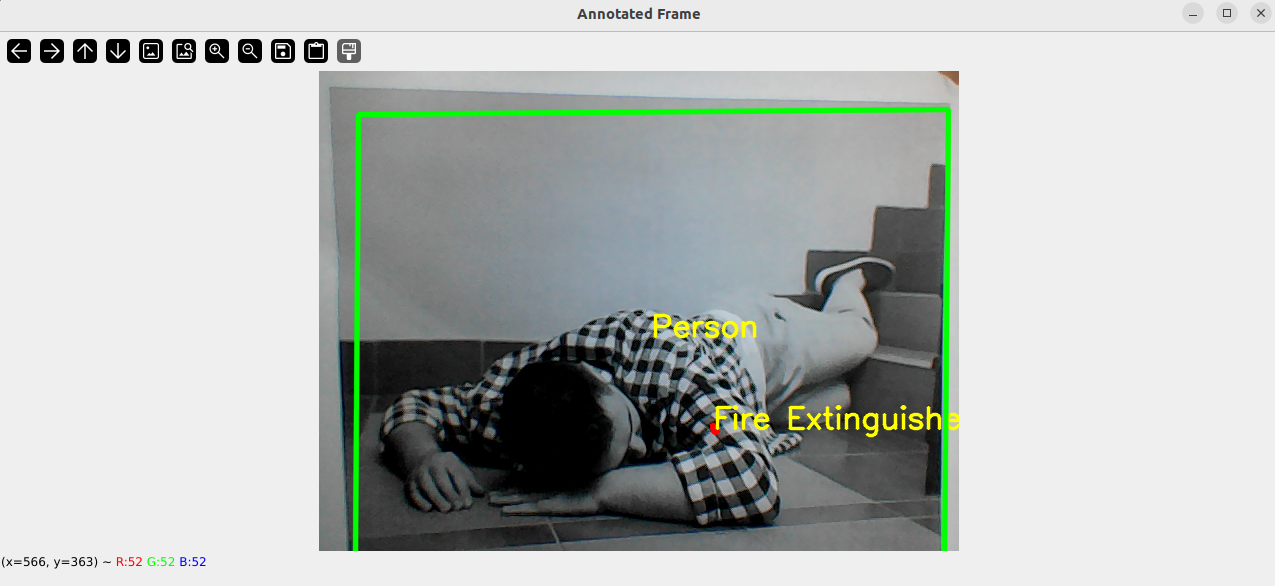 Annotated Frame
Person
Fire Extinguishe
(x=566, y=363) ~ R:52 G:52 B:52